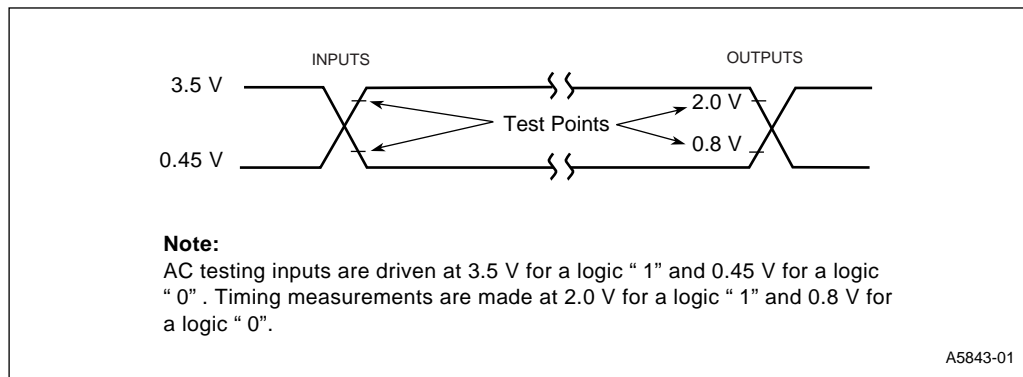 INPUTS
OUTPUTS
3.5 V
2.0 V
Test Points
0.8 V
0.45 V
Note:
AC testing inputs are driven at 3.5 V for a logic “ 1” and 0.45 V for a logic
“ 0” . Timing measurements are made at 2.0 V for a logic “ 1” and 0.8 V for
a logic “ 0”.
A5843-01